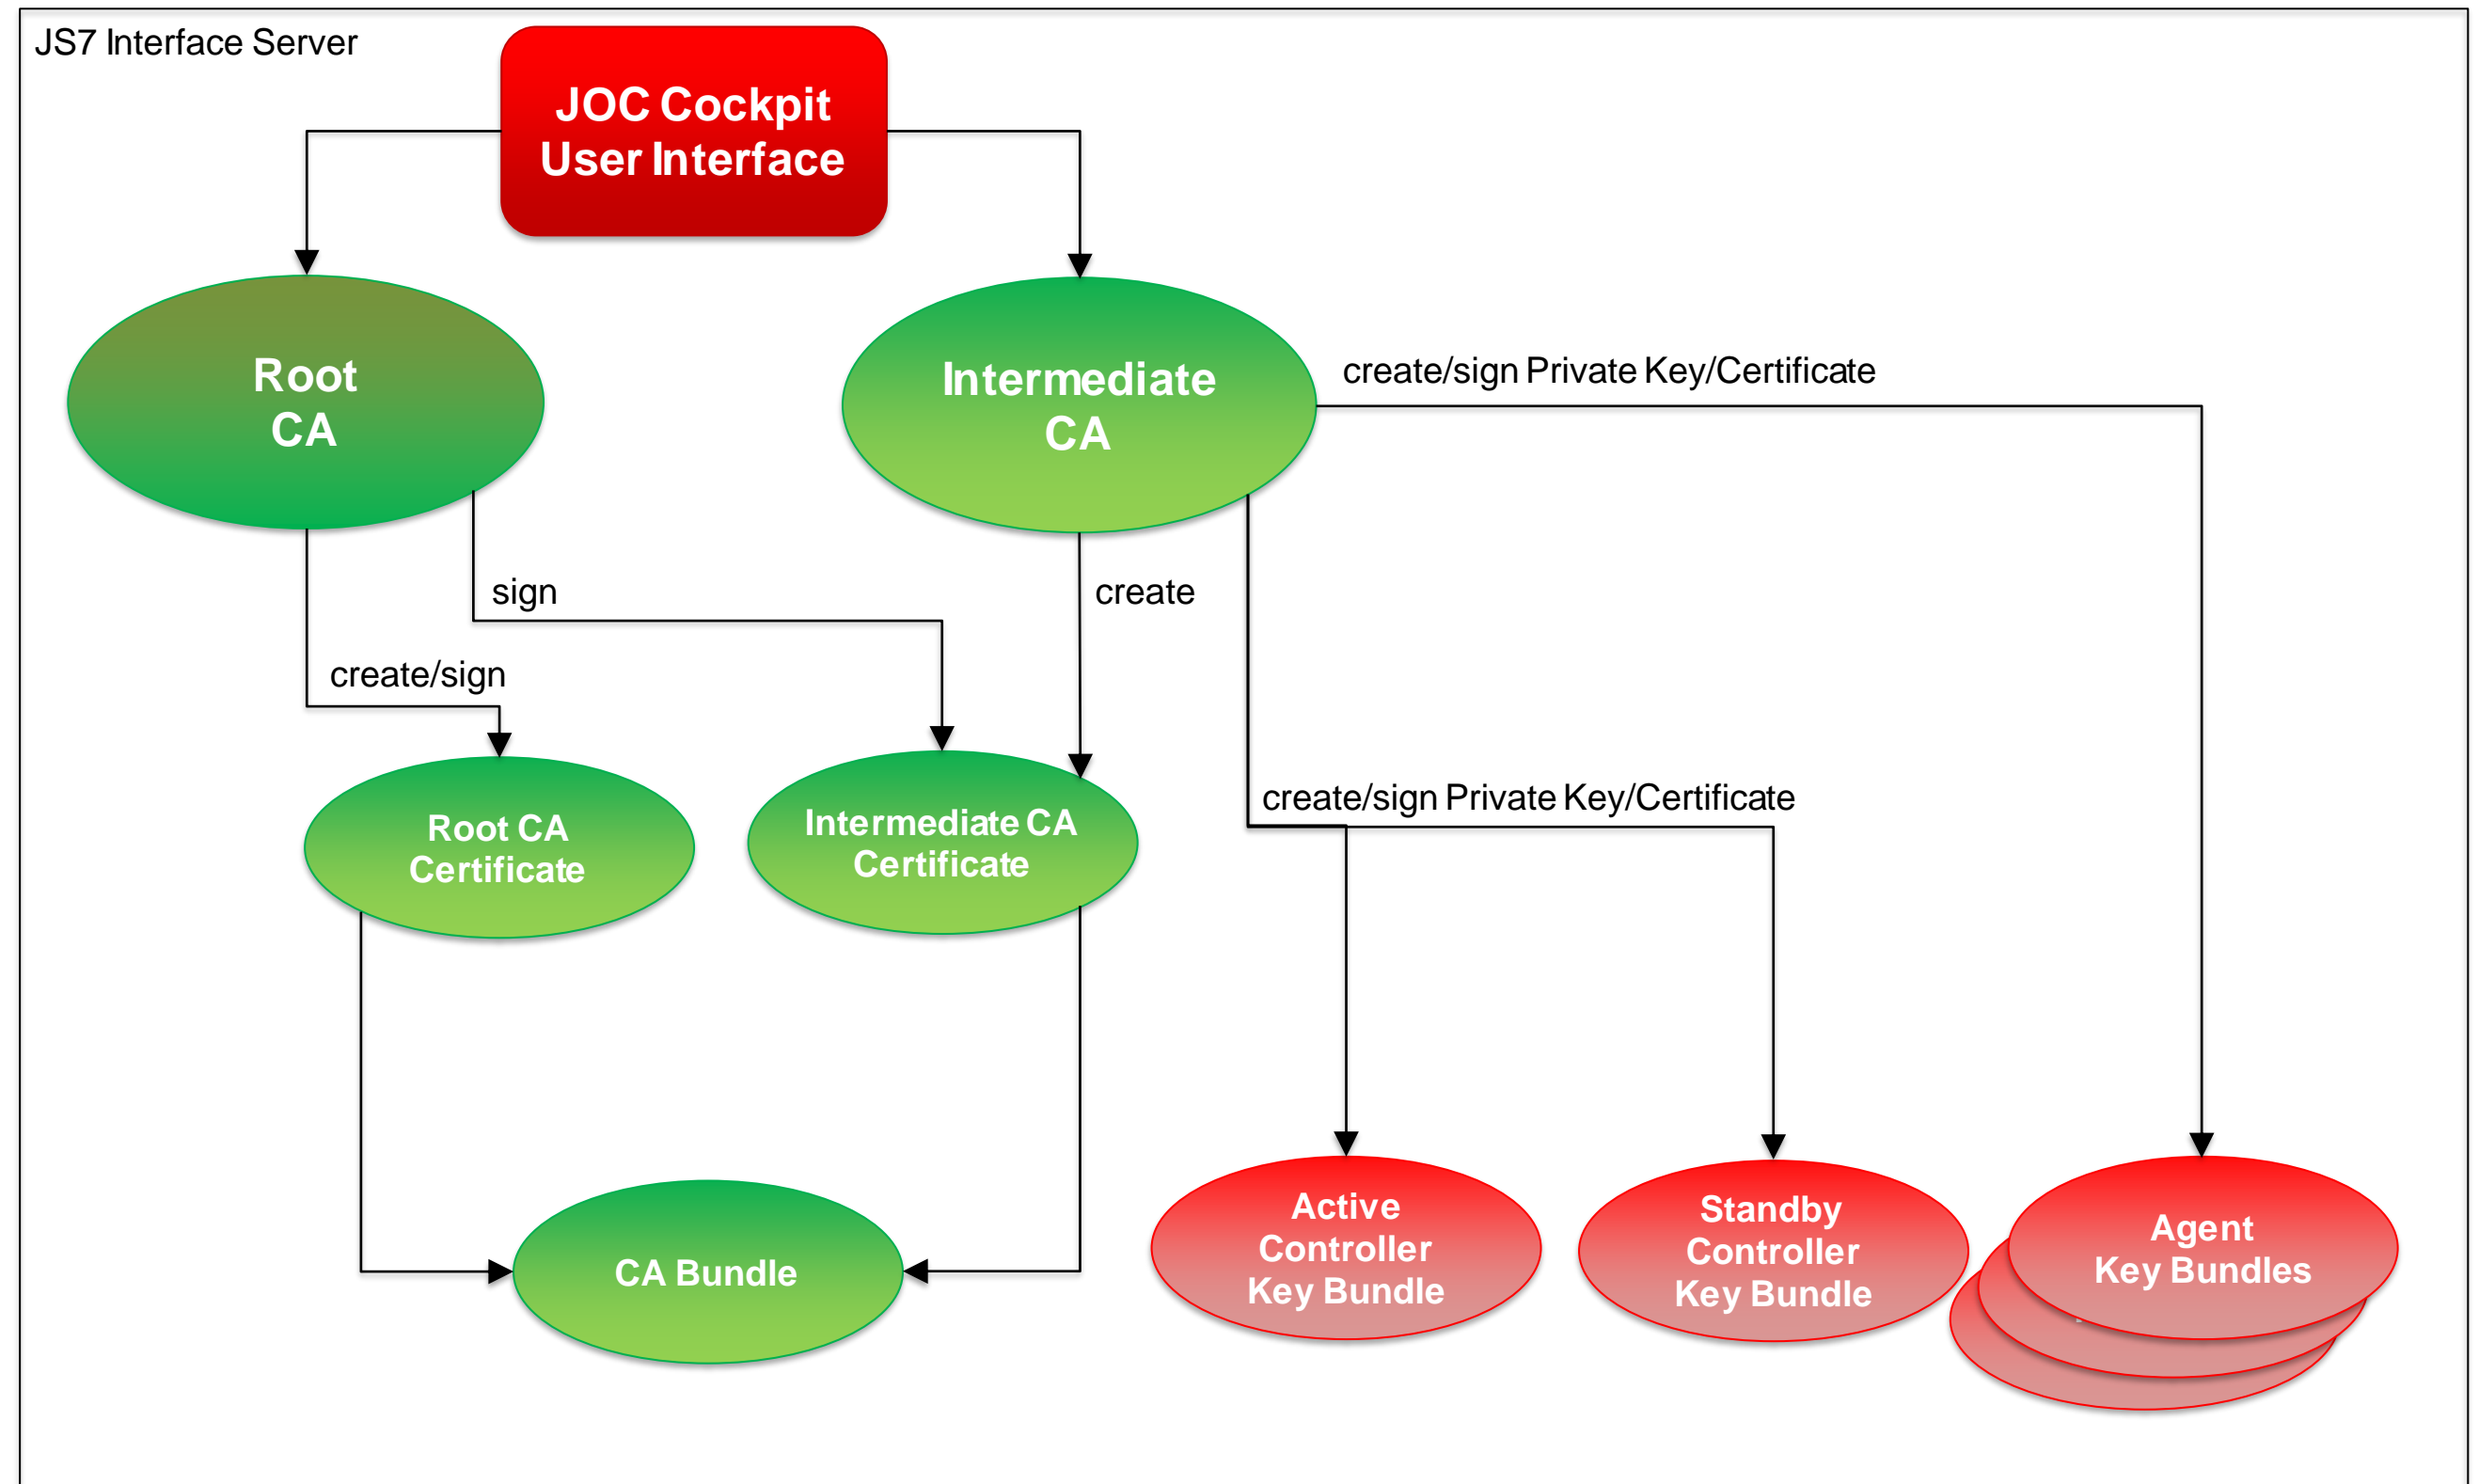 JS7 Interface Server
JOC Cockpit
User Interface
Root
CA
Intermediate
CA
create/sign Private Key/Certificate
sign
create
create/sign
Root CA
Certificate
Intermediate CA
Certificate
create/sign Private Key/Certificate
CA Bundle
Active
Controller
Key Bundle
Standby
Controller
Key Bundle
Agent
Key Bundles